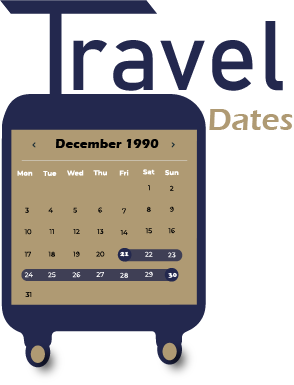 Travel
Dates
‹ December 1990 ›
Mon Tue Wed Thu Fri Sat Sun
1 2
3 4 5 6 7 8 9
10 11 12 13 14 15 16
17 18 19 20 21 22 23
24 25 26 27 28 29 30
31